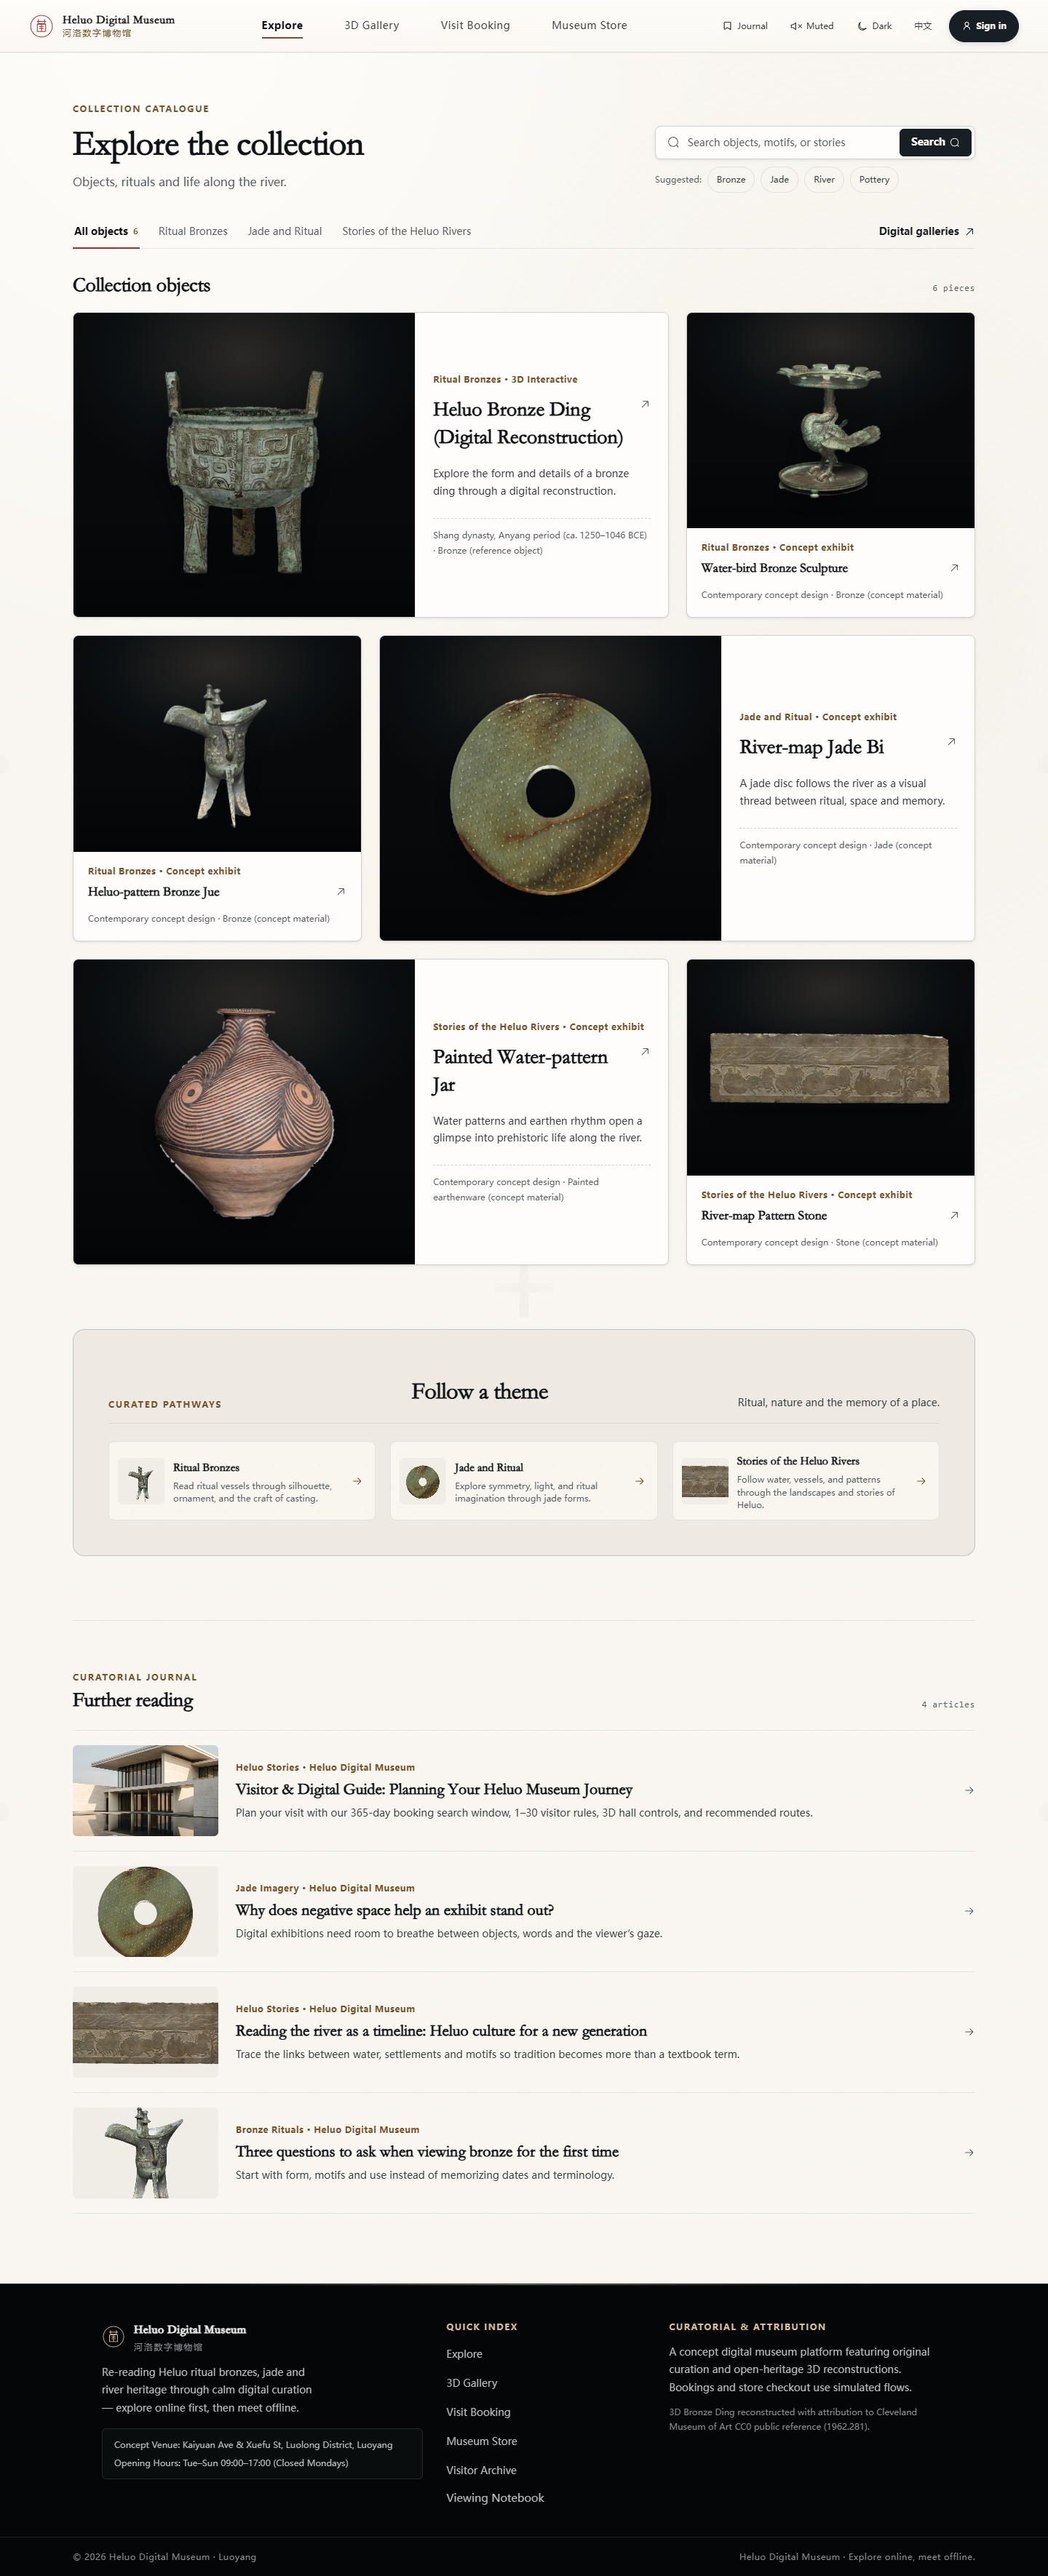 Heluo Digital Museum
河洛数字博物馆
Explore
3D Gallery
Visit Booking
Museum Store
Journal
Muted
Dark
中文
Sign in
COLLECTION CATALOGUE
Explore the collection
Objects, rituals and life along the river.
Search objects, motifs, or stories
Search
Suggested:
Bronze
Jade
River
Pottery
All objects 6
Ritual Bronzes
Jade and Ritual
Stories of the Heluo Rivers
Digital galleries
Collection objects
6 pieces
Ritual Bronzes • 3D Interactive
Heluo Bronze Ding
(Digital Reconstruction)
Explore the form and details of a bronze
ding through a digital reconstruction.
Shang dynasty, Anyang period (ca. 1250–1046 BCE)
· Bronze (reference object)
Ritual Bronzes • Concept exhibit
Water-bird Bronze Sculpture
Contemporary concept design · Bronze (concept material)
Ritual Bronzes • Concept exhibit
Heluo-pattern Bronze Jue
Contemporary concept design · Bronze (concept material)
Jade and Ritual • Concept exhibit
River-map Jade Bi
A jade disc follows the river as a visual
thread between ritual, space and memory.
Contemporary concept design · Jade (concept
material)
Stories of the Heluo Rivers • Concept exhibit
Painted Water-pattern
Jar
Water patterns and earthen rhythm open a
glimpse into prehistoric life along the river.
Contemporary concept design · Painted
earthenware (concept material)
Stories of the Heluo Rivers • Concept exhibit
River-map Pattern Stone
Contemporary concept design · Stone (concept material)
CURATED PATHWAYS
Follow a theme
Ritual, nature and the memory of a place.
Ritual Bronzes
Read ritual vessels through silhouette,
ornament, and the craft of casting.
Jade and Ritual
Explore symmetry, light, and ritual
imagination through jade forms.
Stories of the Heluo Rivers
Follow water, vessels, and patterns
through the landscapes and stories of
Heluo.
CURATORIAL JOURNAL
Further reading
4 articles
Heluo Stories • Heluo Digital Museum
Visitor & Digital Guide: Planning Your Heluo Museum Journey
Plan your visit with our 365-day booking search window, 1–30 visitor rules, 3D hall controls, and recommended routes.
Jade Imagery • Heluo Digital Museum
Why does negative space help an exhibit stand out?
Digital exhibitions need room to breathe between objects, words and the viewer's gaze.
Heluo Stories • Heluo Digital Museum
Reading the river as a timeline: Heluo culture for a new generation
Trace the links between water, settlements and motifs so tradition becomes more than a textbook term.
Bronze Rituals • Heluo Digital Museum
Three questions to ask when viewing bronze for the first time
Start with form, motifs and use instead of memorizing dates and terminology.
Heluo Digital Museum
河洛数字博物馆
Re-reading Heluo ritual bronzes, jade and
river heritage through calm digital curation
— explore online first, then meet offline.
Concept Venue: Kaiyuan Ave & Xuefu St, Luolong District, Luoyang
Opening Hours: Tue–Sun 09:00–17:00 (Closed Mondays)
QUICK INDEX
Explore
3D Gallery
Visit Booking
Museum Store
Visitor Archive
Viewing Notebook
CURATORIAL & ATTRIBUTION
A concept digital museum platform featuring original
curation and open-heritage 3D reconstructions.
Bookings and store checkout use simulated flows.
3D Bronze Ding reconstructed with attribution to Cleveland
Museum of Art CC0 public reference (1962.281).
© 2026 Heluo Digital Museum · Luoyang
Heluo Digital Museum · Explore online, meet offline.